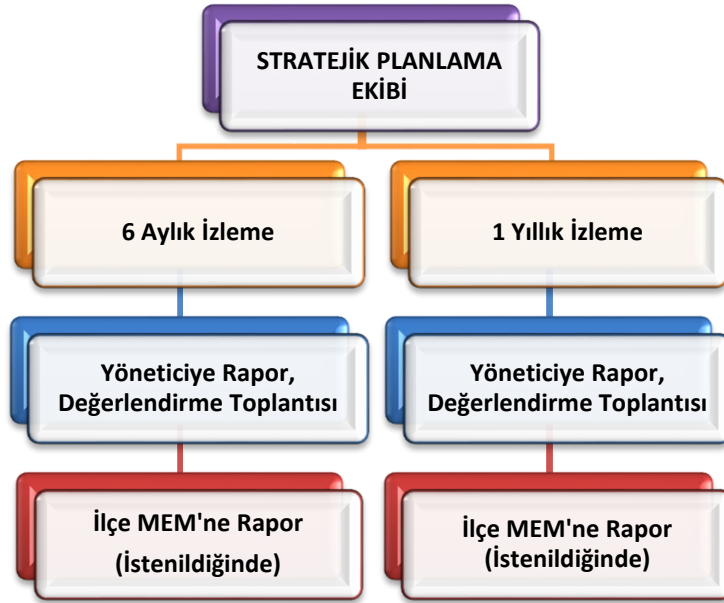 STRATEJİK PLANLAMA
EKİBİ
6 Aylık İzleme
1 Yıllık İzleme
Yöneticiye Rapor,
Değerlendirme Toplantısı
Yöneticiye Rapor,
Değerlendirme Toplantısı
İlçe MEM'ne Rapor
(İstenildiğinde)
İlçe MEM'ne Rapor
(İstenildiğinde)